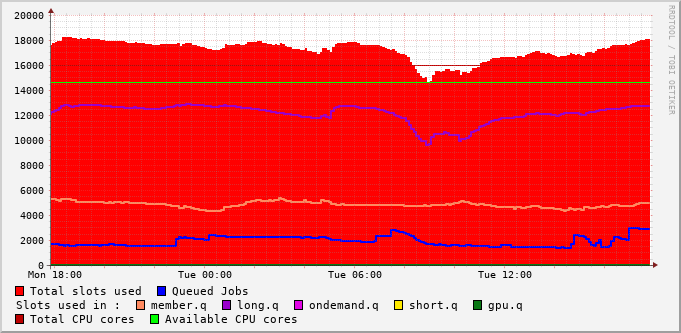 20000
18000
16000
14000
12000
10000
8000
6000
4000
2000
0
Mon 18:00 Tue 00:00 Tue 06:00 Tue 12:00
Total slots used Queued Jobs
Slots used in : member.q long.q ondemand.q short.q gpu.q
Total CPU cores Available CPU cores
RRDTOOL / TOBI OETIKER